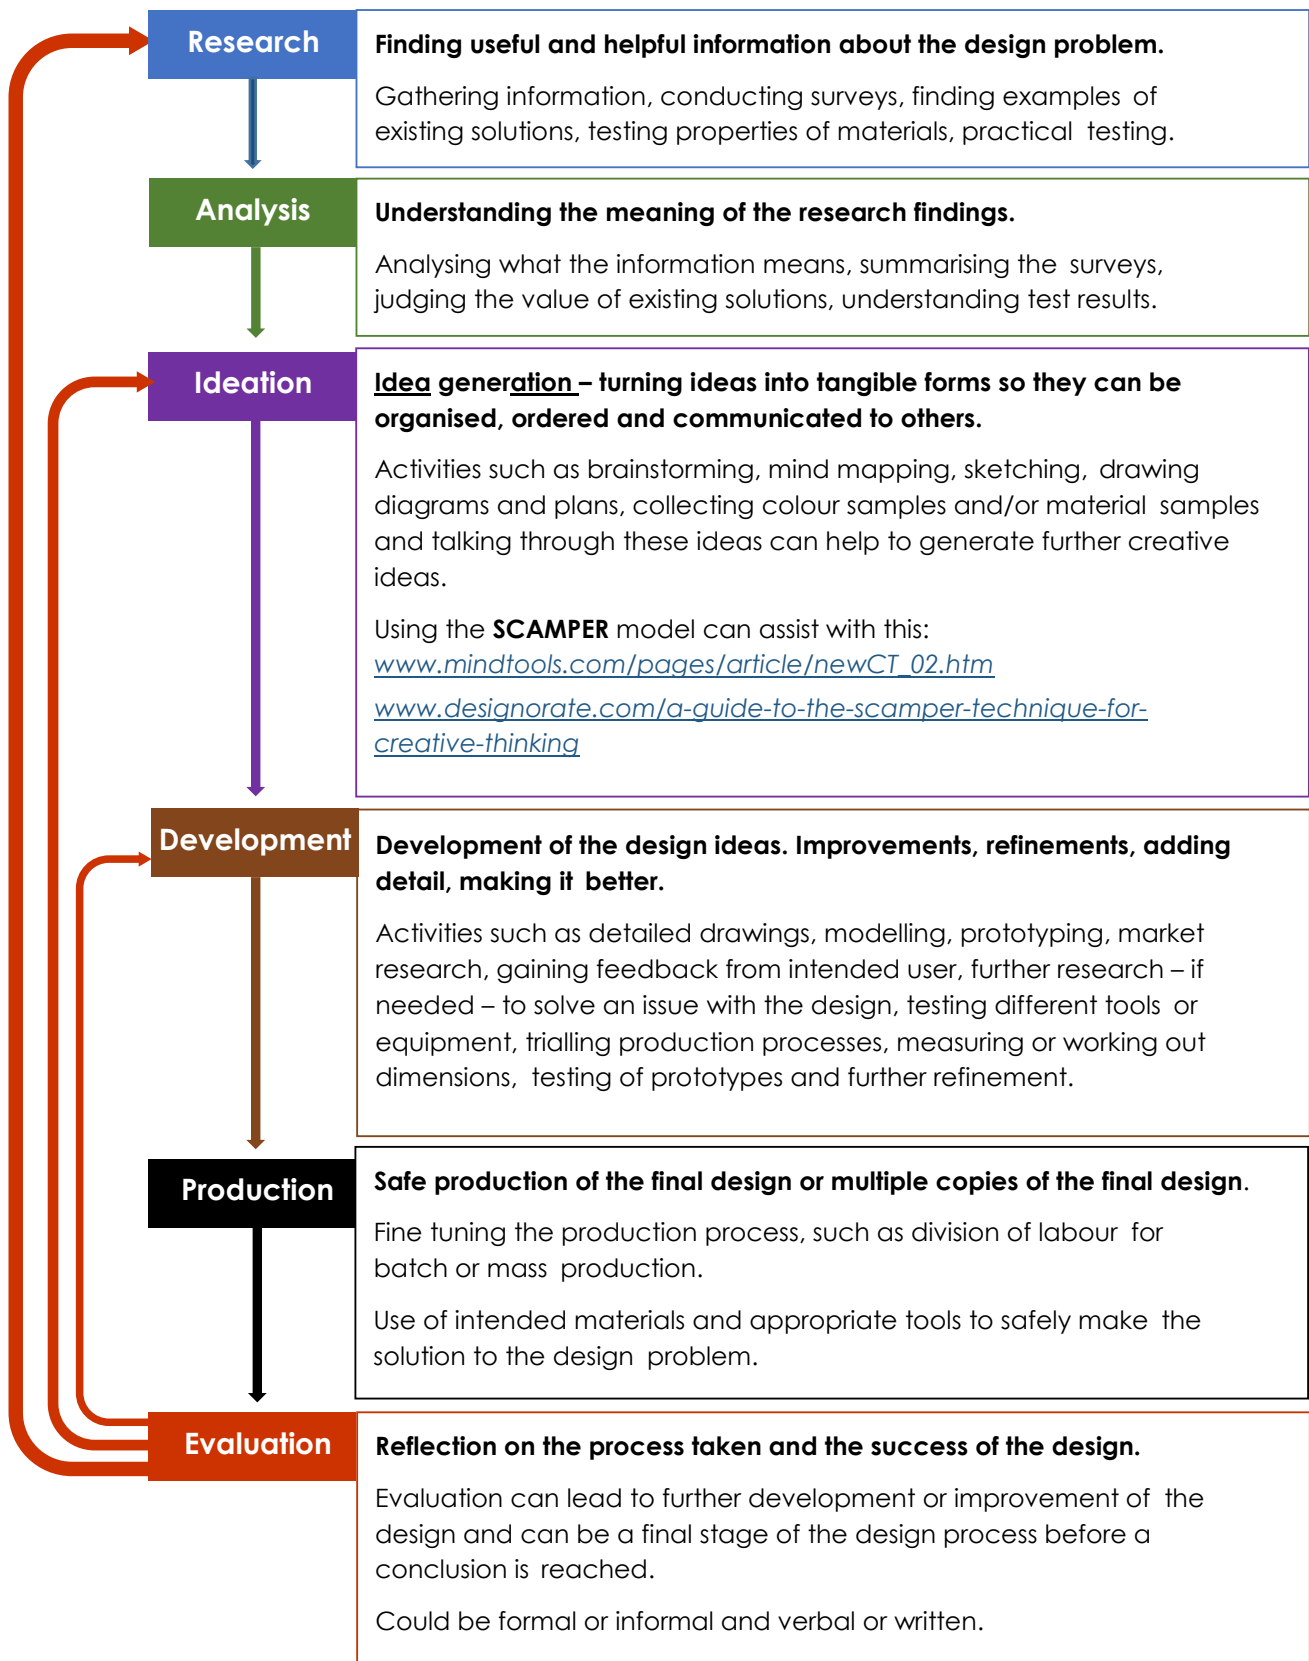 Research
Finding useful and helpful information about the design problem.
Gathering information, conducting surveys, finding examples of
existing solutions, testing properties of materials, practical testing.
Analysis
Understanding the meaning of the research findings.
Analysing what the information means, summarising the surveys,
judging the value of existing solutions, understanding test results.
Ideation
Idea generation – turning ideas into tangible forms so they can be
organised, ordered and communicated to others.
Activities such as brainstorming, mind mapping, sketching, drawing
diagrams and plans, collecting colour samples and/or material samples
and talking through these ideas can help to generate further creative
ideas.
Using the SCAMPER model can assist with this:
www.mindtools.com/pages/article/newCT_02.htm
www.designorate.com/a-guide-to-the-scamper-technique-for-
creative-thinking
Development
Development of the design ideas. Improvements, refinements, adding
detail, making it better.
Activities such as detailed drawings, modelling, prototyping, market
research, gaining feedback from intended user, further research – if
needed – to solve an issue with the design, testing different tools or
equipment, trialling production processes, measuring or working out
dimensions, testing of prototypes and further refinement.
Production
Safe production of the final design or multiple copies of the final design.
Fine tuning the production process, such as division of labour for
batch or mass production.
Use of intended materials and appropriate tools to safely make the
solution to the design problem.
Evaluation
Reflection on the process taken and the success of the design.
Evaluation can lead to further development or improvement of the
design and can be a final stage of the design process before a
conclusion is reached.
Could be formal or informal and verbal or written.